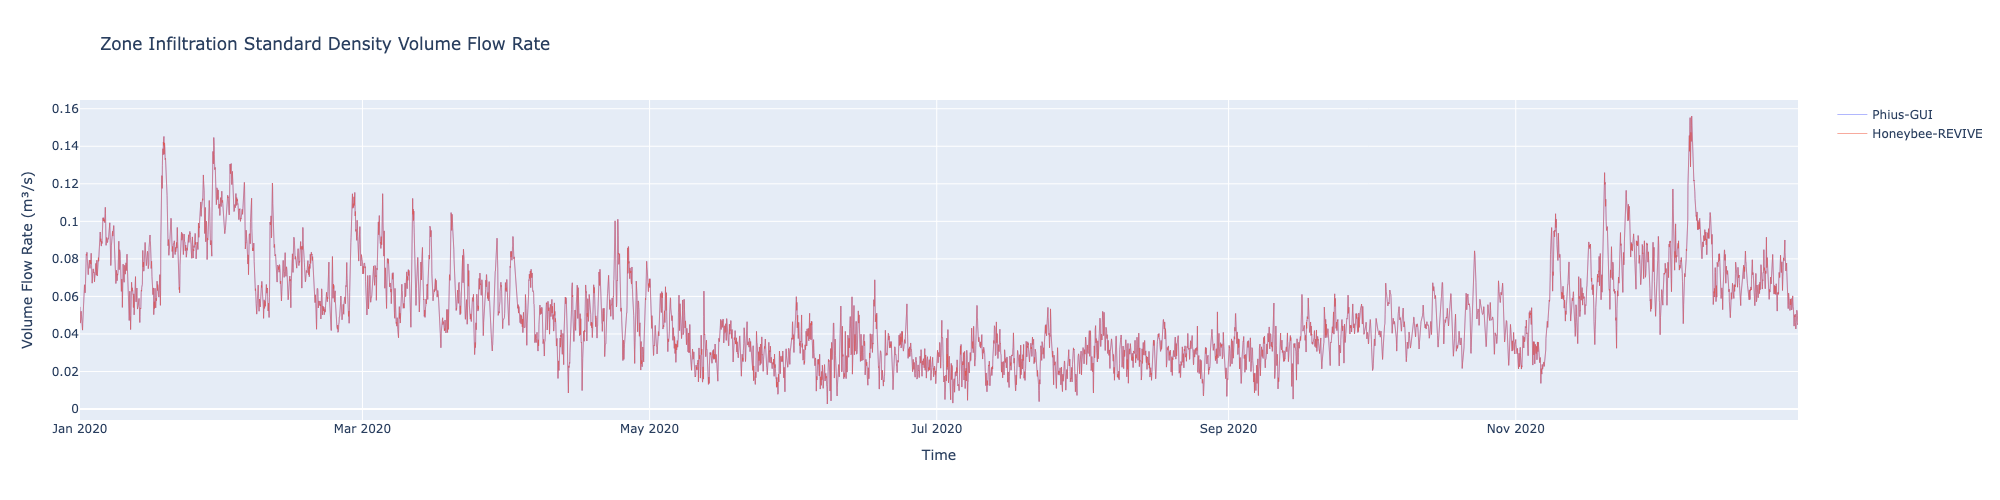 Zone Infiltration Standard Density Volume Flow Rate
Phius-GUI
Honeybee-REVIVE
Volume Flow Rate (m³/s)
0.16
0.14
0.12
0.1
0.08
0.06
0.04
0.02
0
Jan 2020 Mar 2020 May 2020 Jul 2020 Sep 2020 Nov 2020
Time